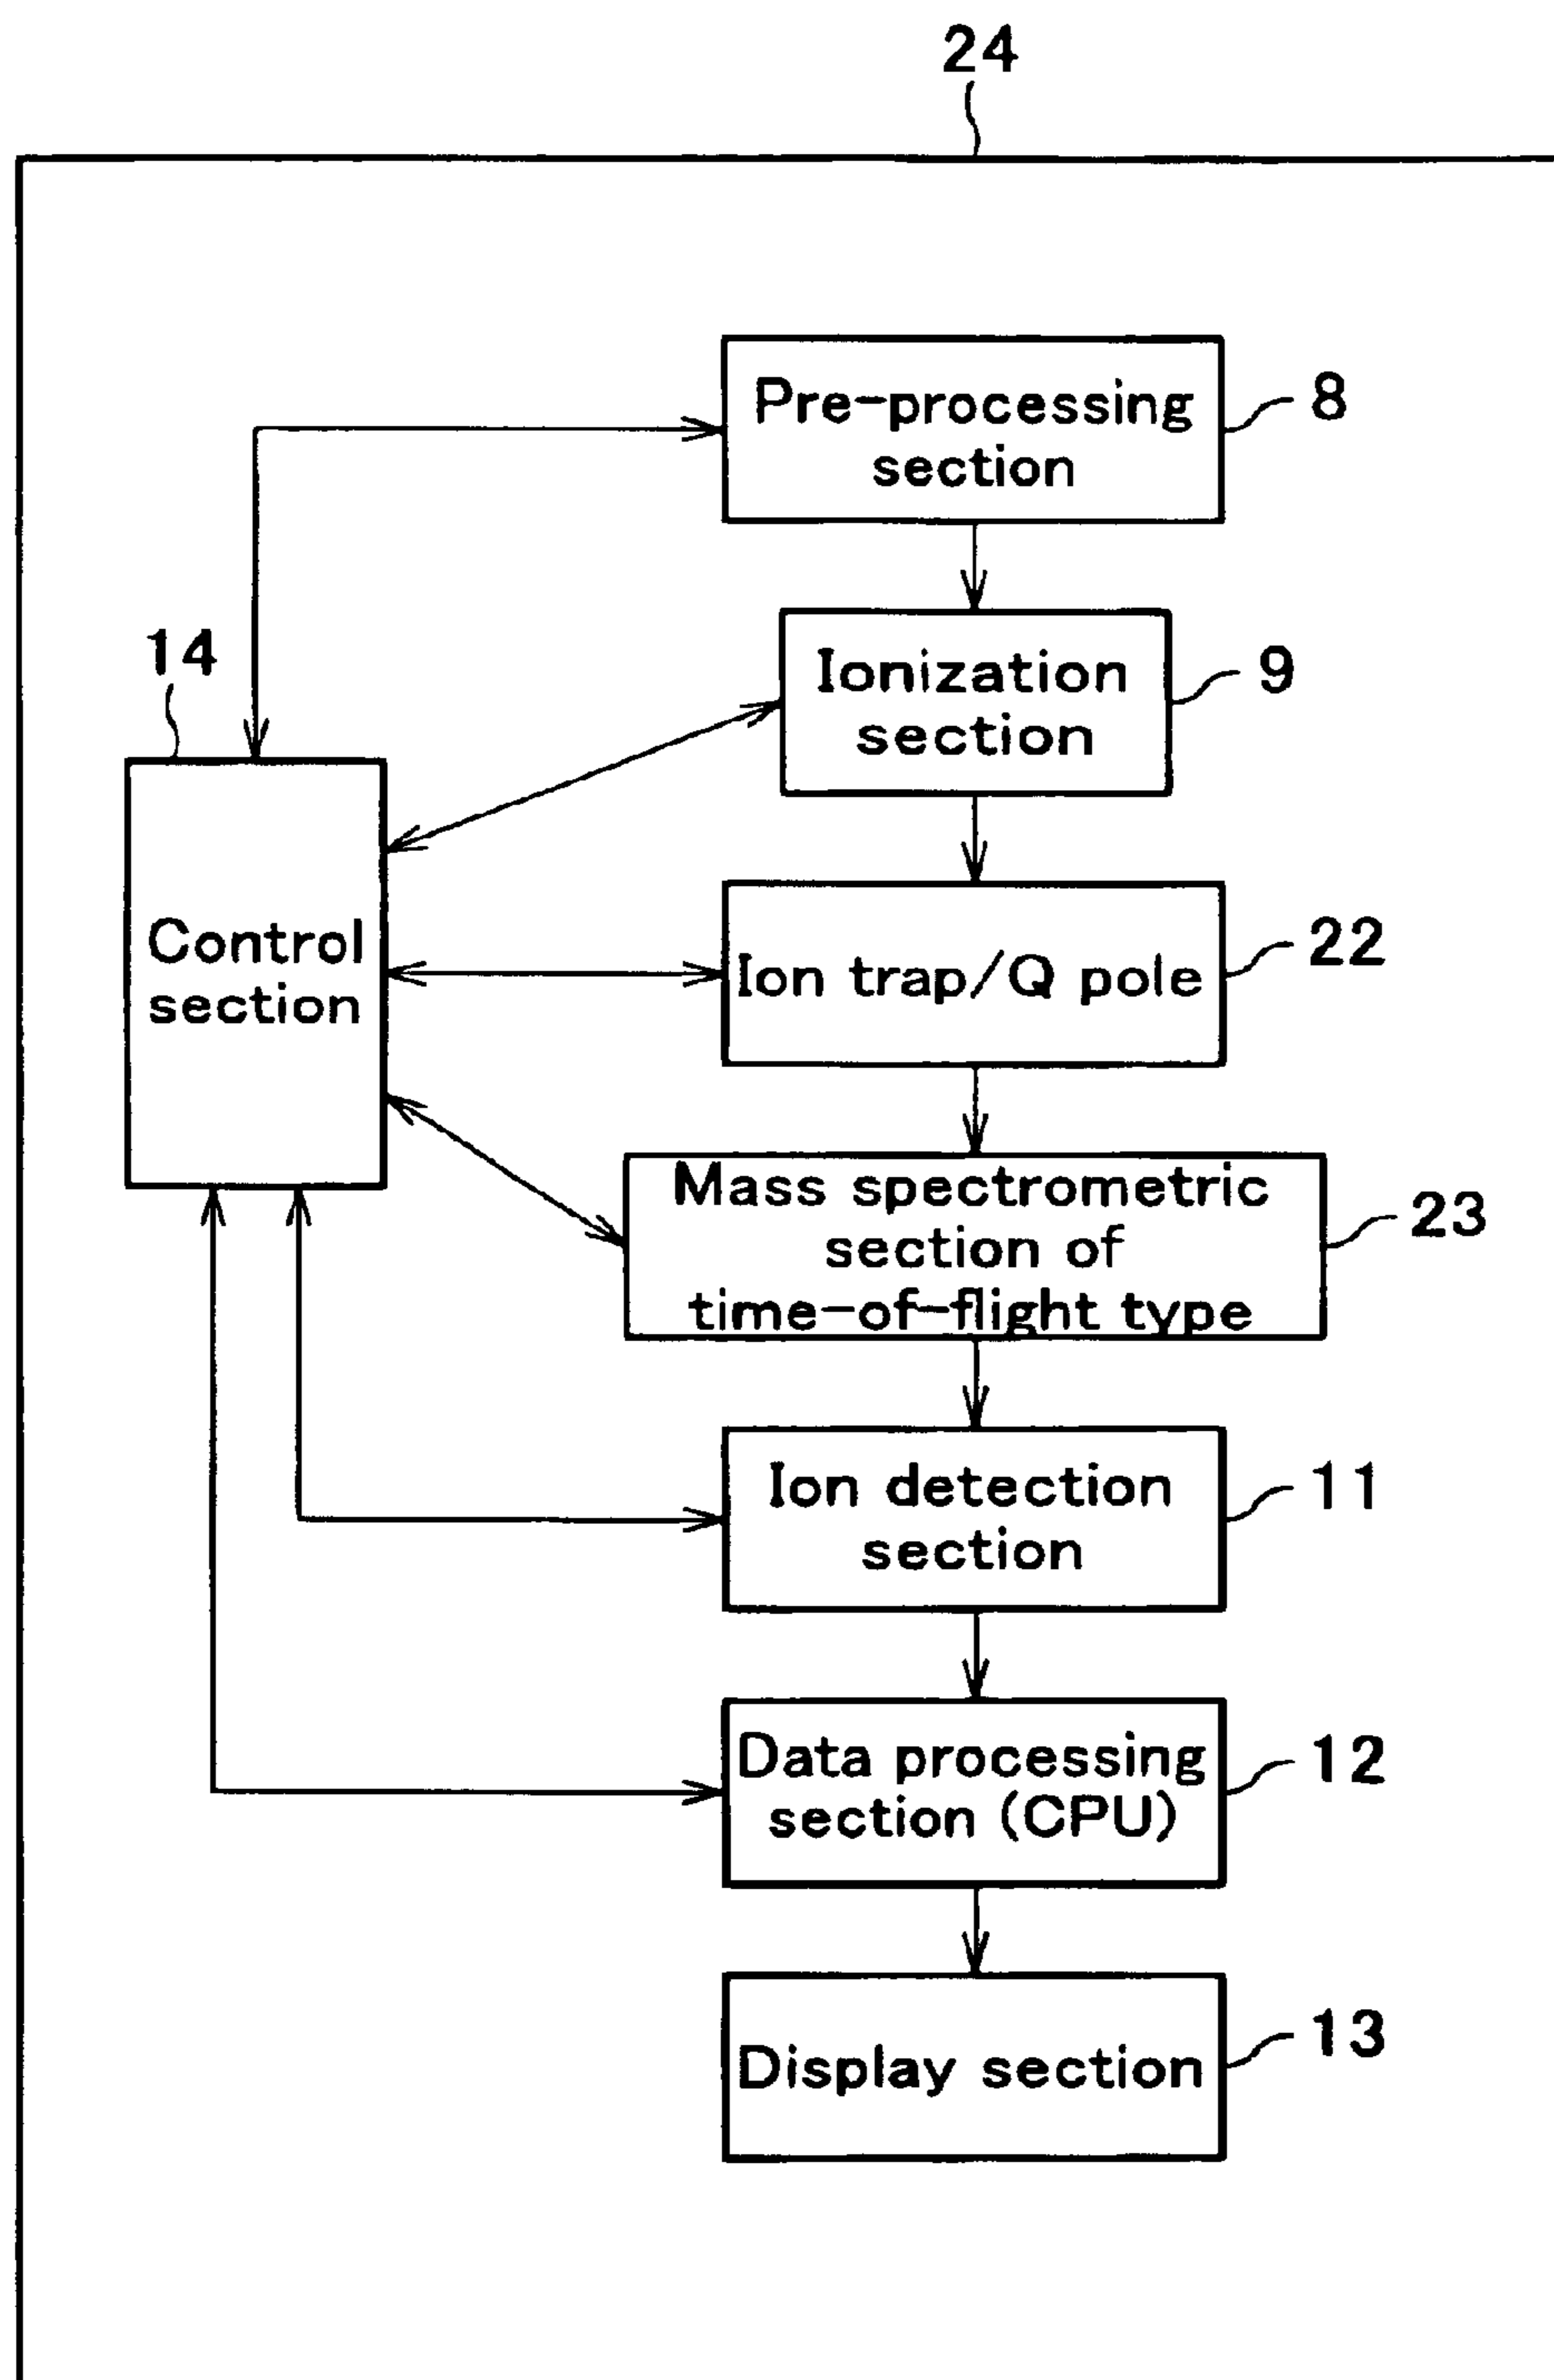 24
Pre-processing
section
8
Ionization
section
9
14
Control
section
Ion trap/Q pole
22
Mass spectrometric
section of
time-of-flight type
23
Ion detection
section
11
Data processing
section (CPU)
12
Display section
13